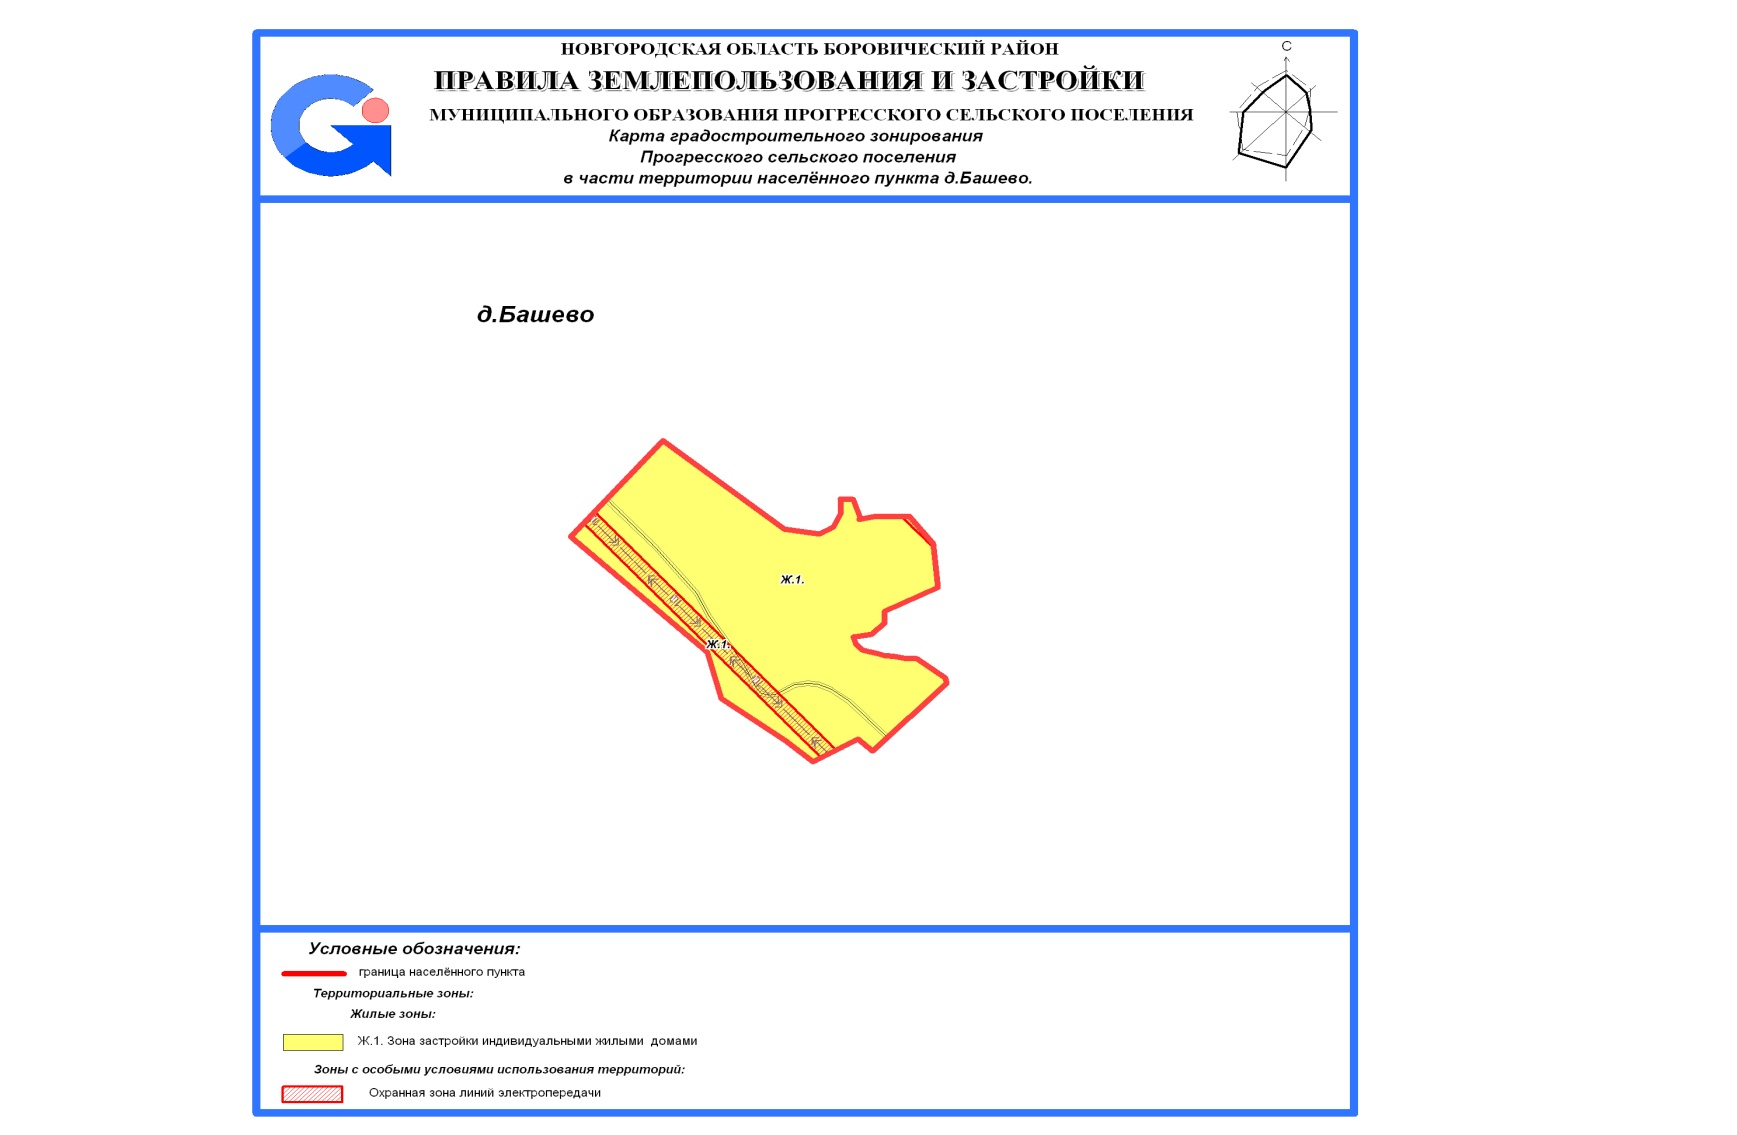 НОВГОРОДСКАЯ ОБЛАСТЬ БОРОВИЧЕСКИЙ РАЙОН
ПРАВИЛА ЗЕМЛЕПОЛЬЗОВАНИЯ И ЗАСТРОЙКИ
МУНИЦИПАЛЬНОГО ОБРАЗОВАНИЯ ПРОГРЕССКОГО СЕЛЬСКОГО ПОСЕЛЕНИЯ
Карта градостроительного зонирования
Прогресского сельского поселения
в части территории населённого пункта д.Башево.
С
д.Башево
Ж.1.
Ж.1.
Условные обозначения:
граница населённого пункта
Территориальные зоны:
Жилые зоны:
Ж.1. Зона застройки индивидуальными жилыми домами
Зоны с особыми условиями использования территорий:
Охранная зона линий электропередачи